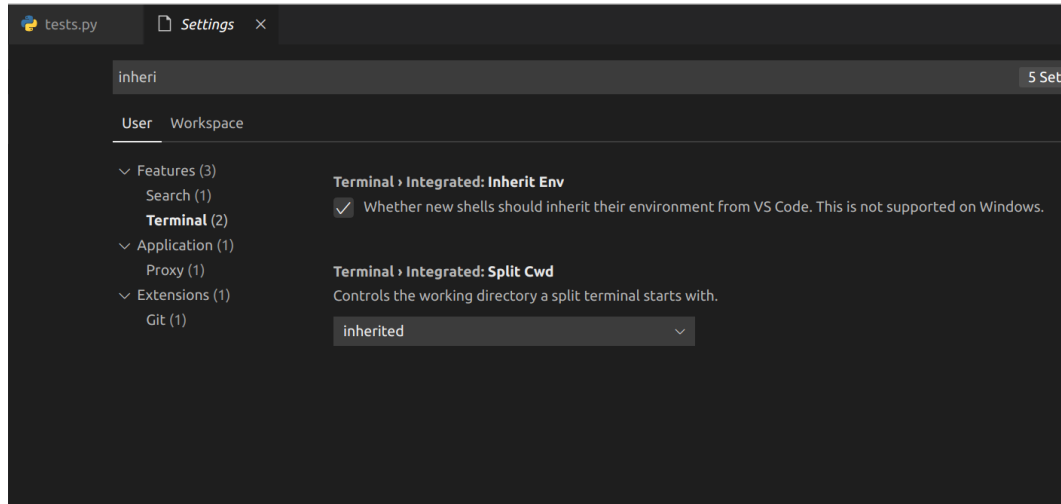 tests.py
Settings
inheri
5 Set
User
Workspace
Features (3)
Search (1)
Terminal (2)
Application (1)
Proxy (1)
Extensions (1)
Git (1)
Terminal › Integrated: Inherit Env
Whether new shells should inherit their environment from VS Code. This is not supported on Windows.
Terminal › Integrated: Split Cwd
Controls the working directory a split terminal starts with.
inherited